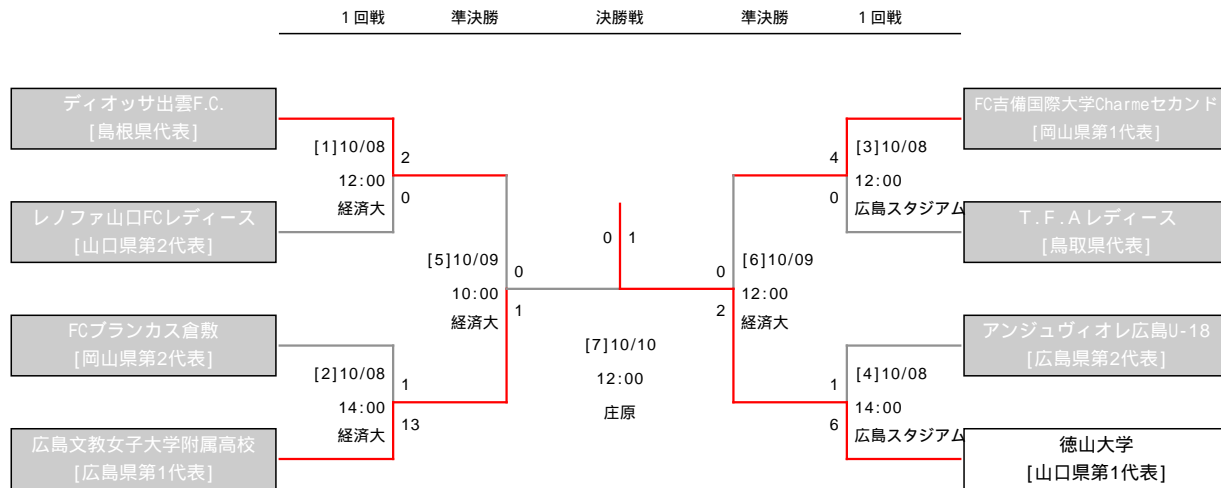 1回戦 準決勝 決勝戦 準決勝 1回戦
ディオッサ出雲F.C.
[島根県代表]
レノファ山口FCレディース
[山口県第2代表]
FCブランカス倉敷
[岡山県第2代表]
広島文教女子大学附属高校
[広島県第1代表]
[1]10/08
12:00
経済大
2
0
[2]10/08
14:00
経済大
1
13
[5]10/09
10:00
経済大
0
1
0 1
[7]10/10
12:00
庄原
0
2
[6]10/09
12:00
経済大
4
0
[3]10/08
12:00
広島スタジアム
1
6
[4]10/08
14:00
広島スタジアム
FC吉備国際大学Charmeセカンド
[岡山県第1代表]
T.F.Aレディース
[鳥取県代表]
アンジュヴィオレ広島U-18
[広島県第2代表]
徳山大学
[山口県第1代表]